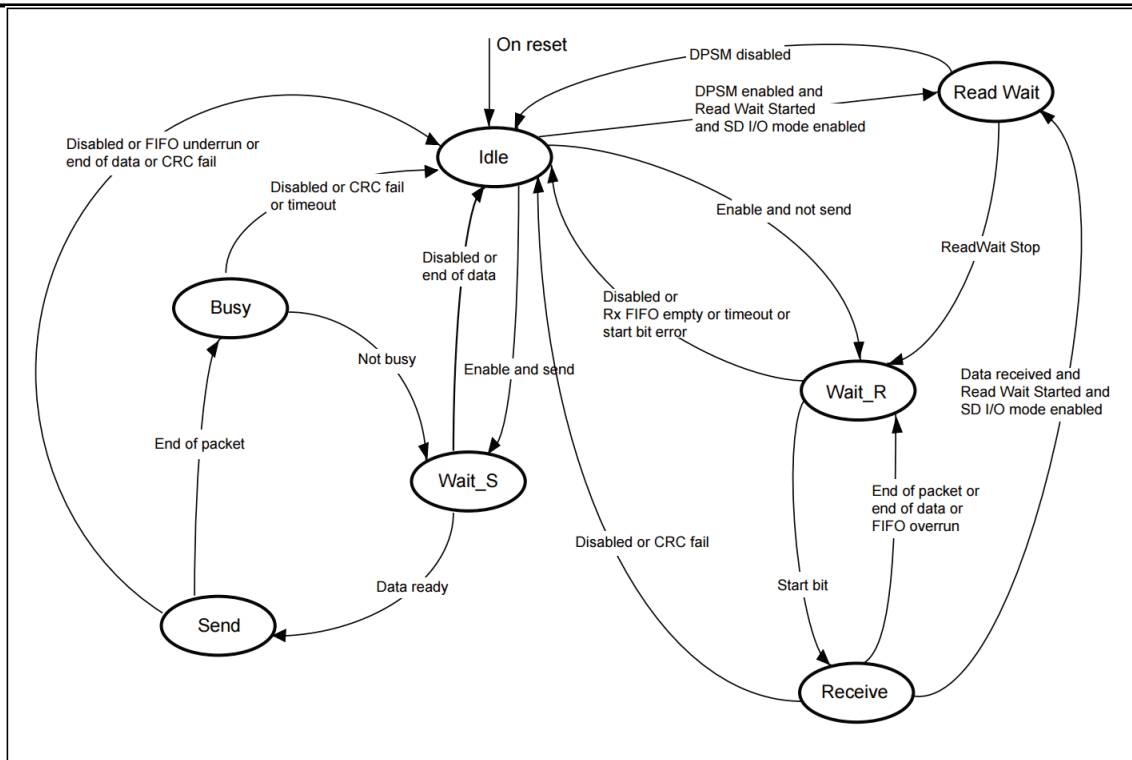 On reset
DPSM disabled
Read Wait
DPSM enabled and
Read Wait Started
and SD I/O mode enabled
Disabled or FIFO underrun or
end of data or CRC fail
Idle
Disabled or CRC fail
or timeout
Enable and not send
Disabled or
end of data
ReadWait Stop
Busy
Disabled or
Rx FIFO empty or timeout or
start bit error
Not busy
Enable and send
Wait_R
Data received and
Read Wait Started and
SD I/O mode enabled
End of packet
Wait_S
End of packet or
end of data or
FIFO overrun
Disabled or CRC fail
Data ready
Start bit
Send
Receive